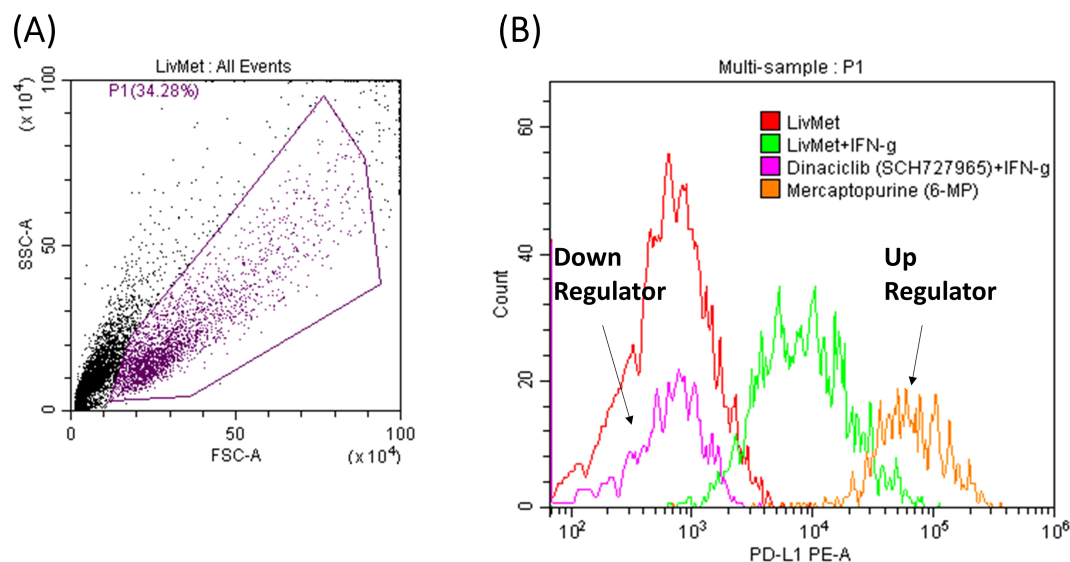 (A)
LivMet : All Events
P1(34.28%)
100
50
0
(x10⁴)
SSC-A
0
50
100
FSC-A
(x10⁴)
(B)
Multi-sample : P1
LivMet
LivMet+IFN-g
Dinaciclib (SCH727965)+IFN-g
Mercaptopurine (6-MP)
Down
Regulator
Up
Regulator
60
40
20
0
Count
10²
10³
10⁴
10⁵
10⁶
PD-L1 PE-A